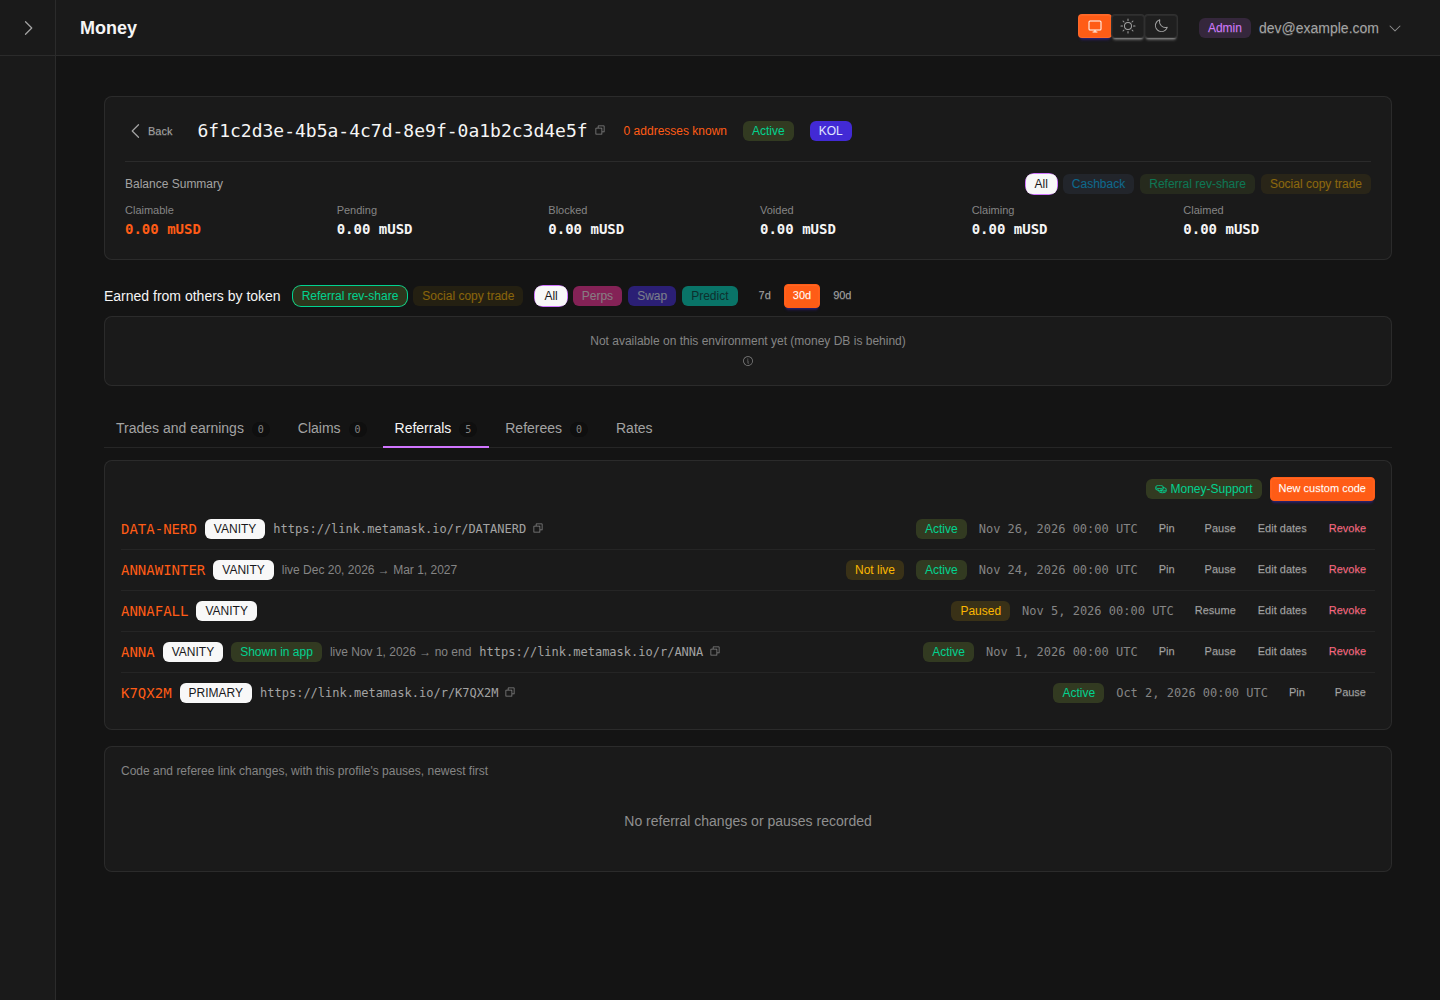 Money
Admin dev@example.com
Back 6f1c2d3e-4b5a-4c7d-8e9f-0a1b2c3d4e5f 0 addresses known Active KOL
Balance Summary All Cashback Referral rev-share Social copy trade
Claimable Pending Blocked Voided Claiming Claimed
0.00 mUSD 0.00 mUSD 0.00 mUSD 0.00 mUSD 0.00 mUSD 0.00 mUSD
Earned from others by token Referral rev-share Social copy trade All Perps Swap Predict 7d 30d 90d
Not available on this environment yet (money DB is behind)
Trades and earnings 0 Claims 0 Referrals 5 Referees 0 Rates
Money-Support New custom code
DATA-NERD VANITY https://link.metamask.io/r/DATANERD Active Nov 26, 2026 00:00 UTC Pin Pause Edit dates Revoke
ANNAWINTER VANITY live Dec 20, 2026 → Mar 1, 2027 Not live Active Nov 24, 2026 00:00 UTC Pin Pause Edit dates Revoke
ANNAFALL VANITY Paused Nov 5, 2026 00:00 UTC Resume Edit dates Revoke
ANNA VANITY Shown in app live Nov 1, 2026 → no end https://link.metamask.io/r/ANNA Active Nov 1, 2026 00:00 UTC Pin Pause Edit dates Revoke
K7QX2M PRIMARY https://link.metamask.io/r/K7QX2M Active Oct 2, 2026 00:00 UTC Pin Pause
Code and referee link changes, with this profile's pauses, newest first
No referral changes or pauses recorded